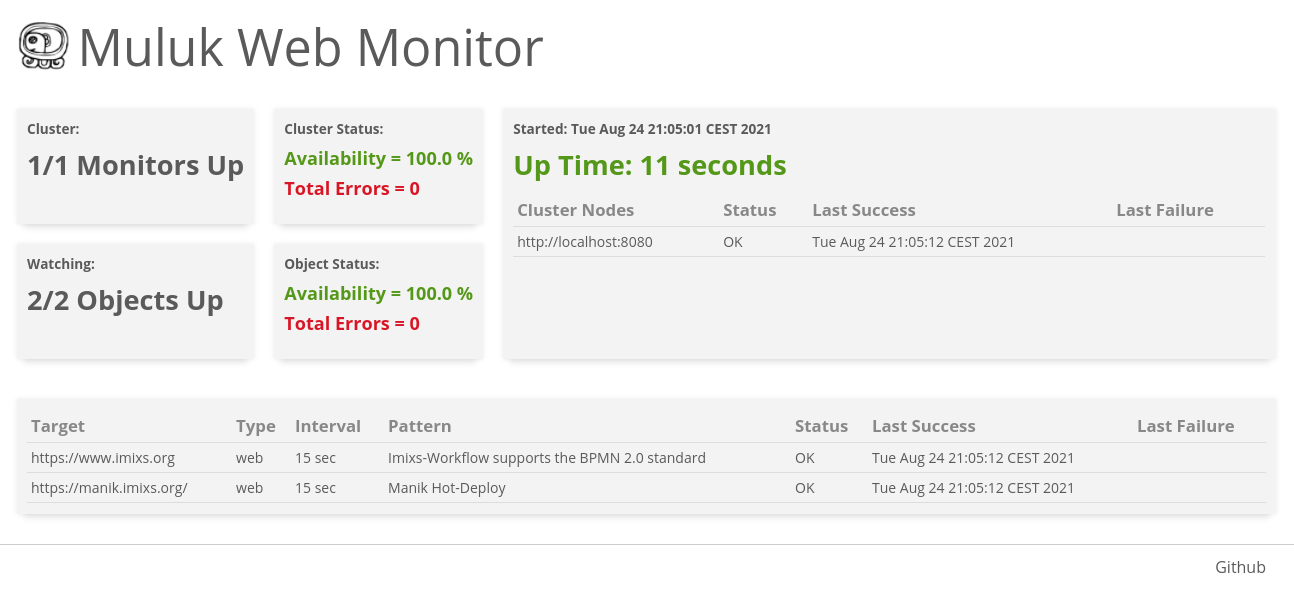 Muluk Web Monitor
Cluster:
1/1 Monitors Up
Cluster Status:
Availability = 100.0 %
Total Errors = 0
Started: Tue Aug 24 21:05:01 CEST 2021
Up Time: 11 seconds
Cluster Nodes Status Last Success Last Failure
http://localhost:8080 OK Tue Aug 24 21:05:12 CEST 2021
Watching:
2/2 Objects Up
Object Status:
Availability = 100.0 %
Total Errors = 0
Target Type Interval Pattern Status Last Success Last Failure
https://www.imixs.org web 15 sec Imixs-Workflow supports the BPMN 2.0 standard OK Tue Aug 24 21:05:12 CEST 2021
https://manik.imixs.org/ web 15 sec Manik Hot-Deploy OK Tue Aug 24 21:05:12 CEST 2021
Github